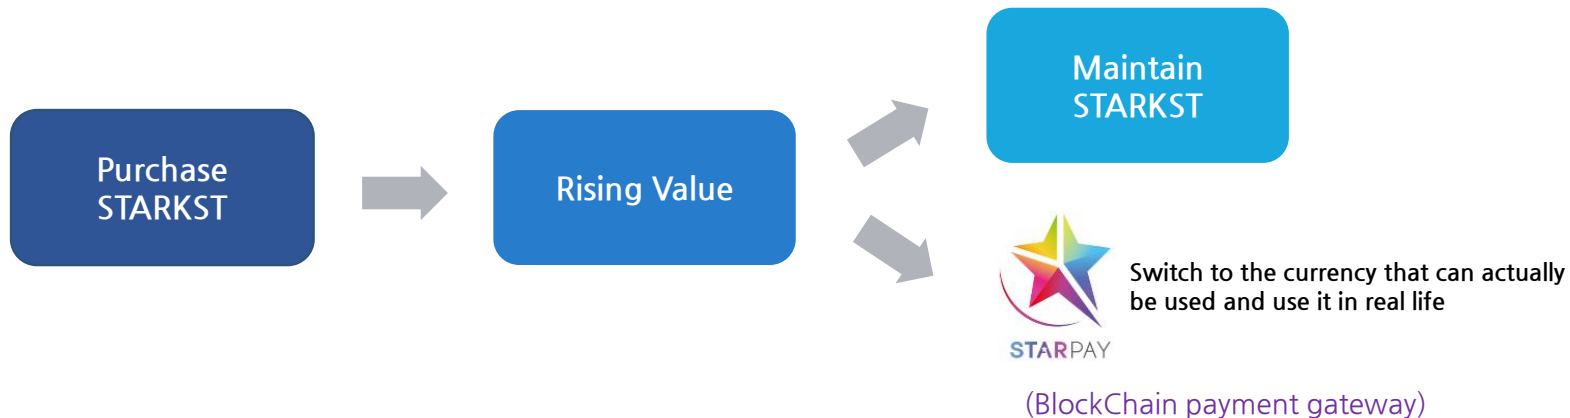 Maintain
STARKST
Purchase
STARKST
Rising Value
Switch to the currency that can actually
be used and use it in real life
STARPAY
(BlockChain payment gateway)